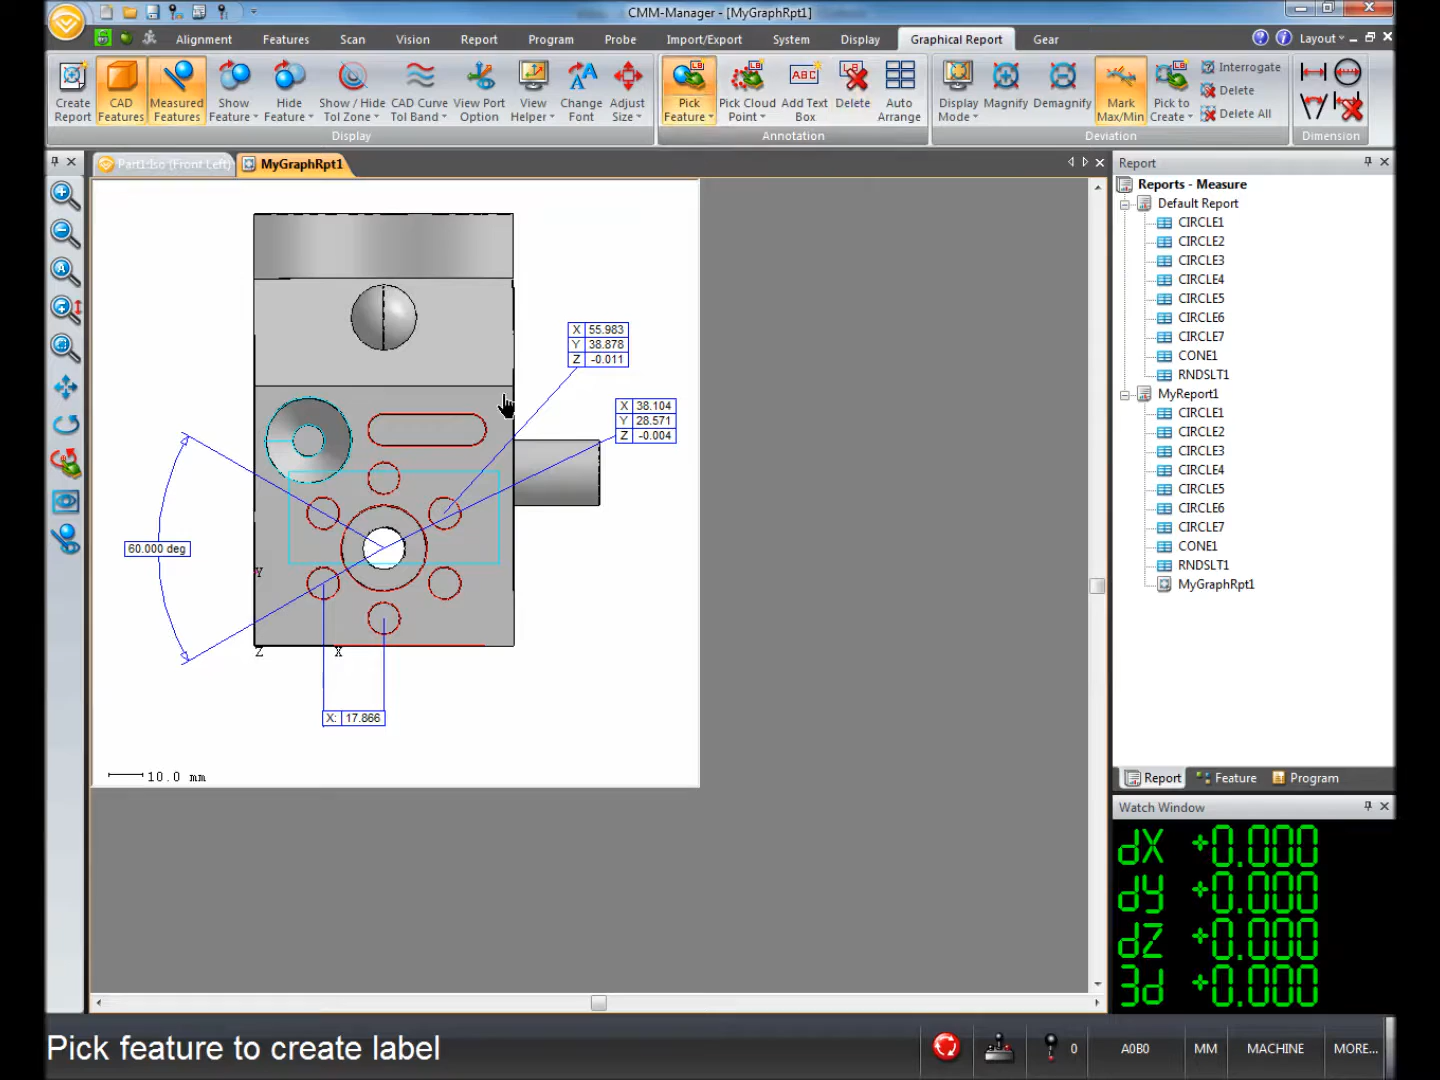 CMM-Manager - [MyGraphRpt1]
Alignment Features Scan Vision Report Program Probe Import/Export System Display Graphical Report Gear Layout
Create Report
CAD Features
Measured Features
Show Feature
Hide Feature
Show / Hide Tol Zone
CAD Curve Tol Band
View Port Option
View Helper
Change Font
Adjust Size
Display
Pick Feature
Pick Cloud Point
ABC
Add Text Box
Delete
Auto Arrange
Annotation
Display Mode
Magnify
Demagnify
Mark Max/Min
Pick to Create
Interrogate
Delete
Delete All
Deviation
Dimension
Part1:Iso (Front Left)
MyGraphRpt1
X 55.983
Y 38.878
Z -0.011
X 38.104
Y 28.571
Z -0.004
60.000 deg
Y
Z
X
X: 17.866
10.0 mm
Report
Reports - Measure
Default Report
CIRCLE1
CIRCLE2
CIRCLE3
CIRCLE4
CIRCLE5
CIRCLE6
CIRCLE7
CONE1
RNDSLT1
MyReport1
CIRCLE1
CIRCLE2
CIRCLE3
CIRCLE4
CIRCLE5
CIRCLE6
CIRCLE7
CONE1
RNDSLT1
MyGraphRpt1
Report Feature Program
Watch Window
dX +0.000
dY +0.000
dZ +0.000
3d +0.000
Pick feature to create label
0
A0B0
MM
MACHINE
MORE...